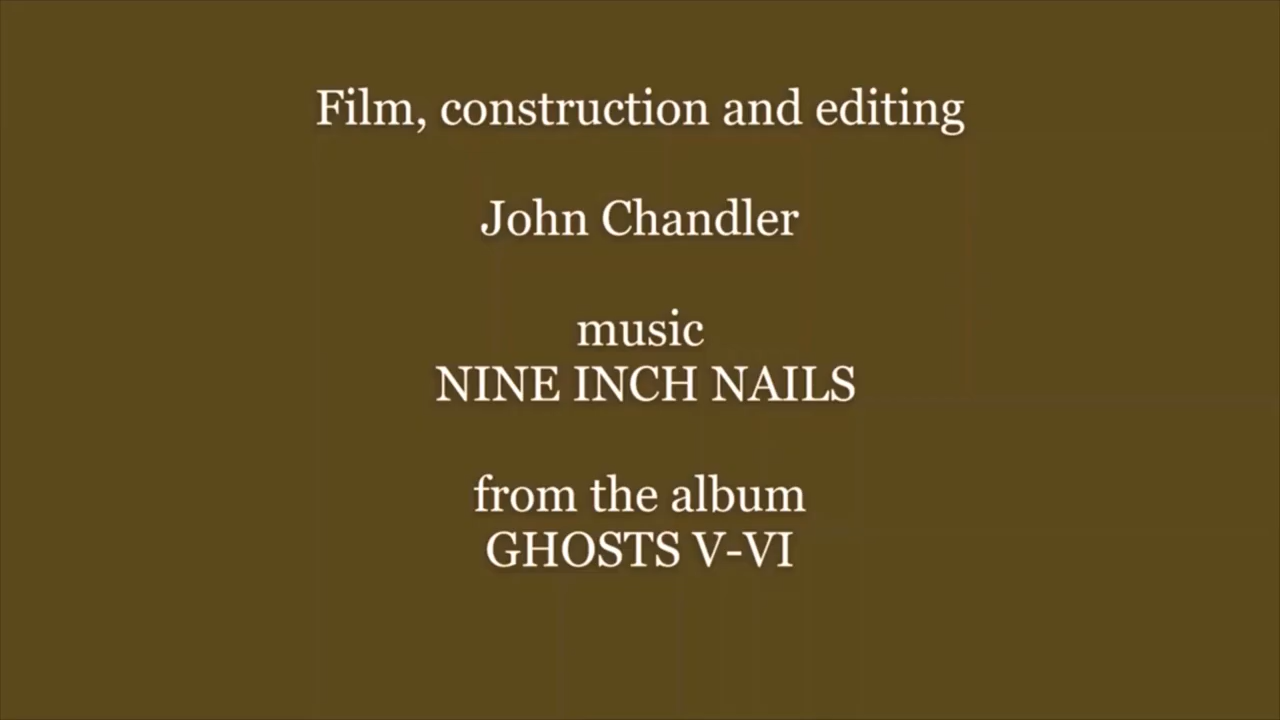 Film, construction and editing
John Chandler
music
NINE INCH NAILS
from the album
GHOSTS V-VI